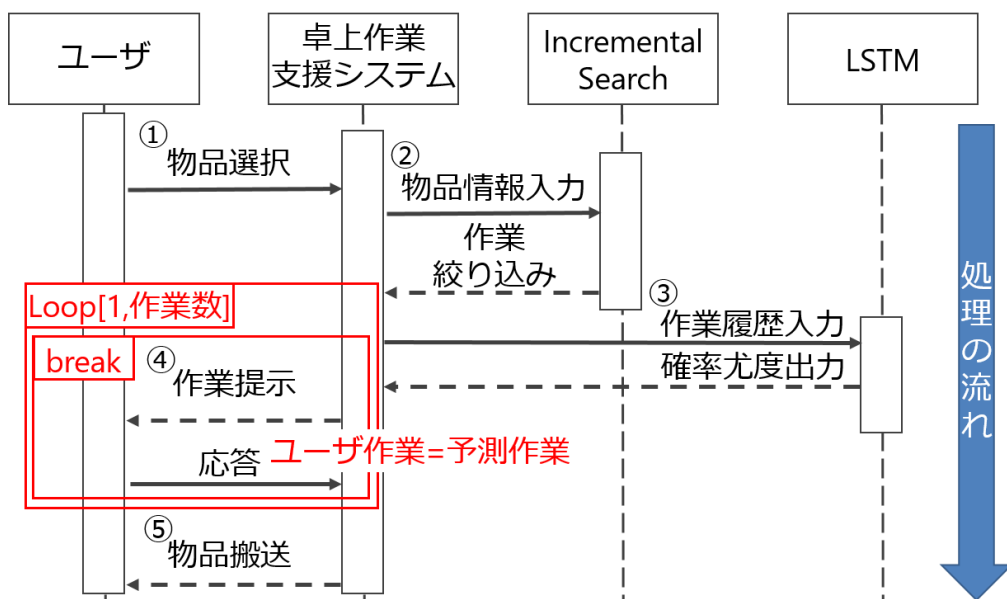 ユーザ
卓上作業
支援システム
Incremental
Search
LSTM
①
物品選択
②
物品情報入力
作業
絞り込み
③
Loop[1,作業数]
作業履歴入力
break
④
作業提示
確率尤度出力
ユーザ作業=予測作業
応答
⑤
物品搬送
処理の流れ